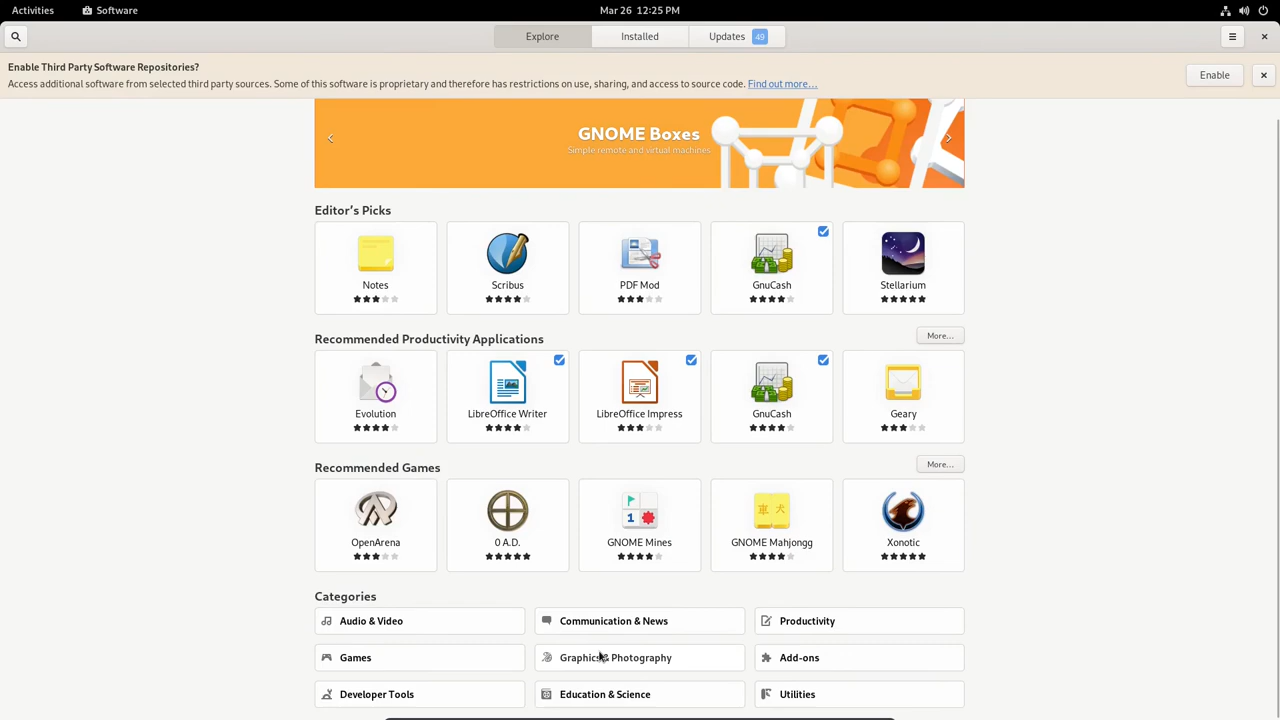 Activities
Software
Mar 26 12:25 PM
Explore
Installed
Updates 49
Enable Third Party Software Repositories?
Access additional software from selected third party sources. Some of this software is proprietary and therefore has restrictions on use, sharing, and access to source code. Find out more…
Enable
GNOME Boxes
Simple remote and virtual machines
Editor’s Picks
Notes
Scribus
PDF Mod
GnuCash
Stellarium
Recommended Productivity Applications
More…
Evolution
LibreOffice Writer
LibreOffice Impress
GnuCash
Geary
Recommended Games
More…
1
車 犬
OpenArena
0 A.D.
GNOME Mines
GNOME Mahjongg
Xonotic
Categories
Audio & Video
Communication & News
Productivity
Games
Graphics & Photography
Add-ons
Developer Tools
Education & Science
Utilities